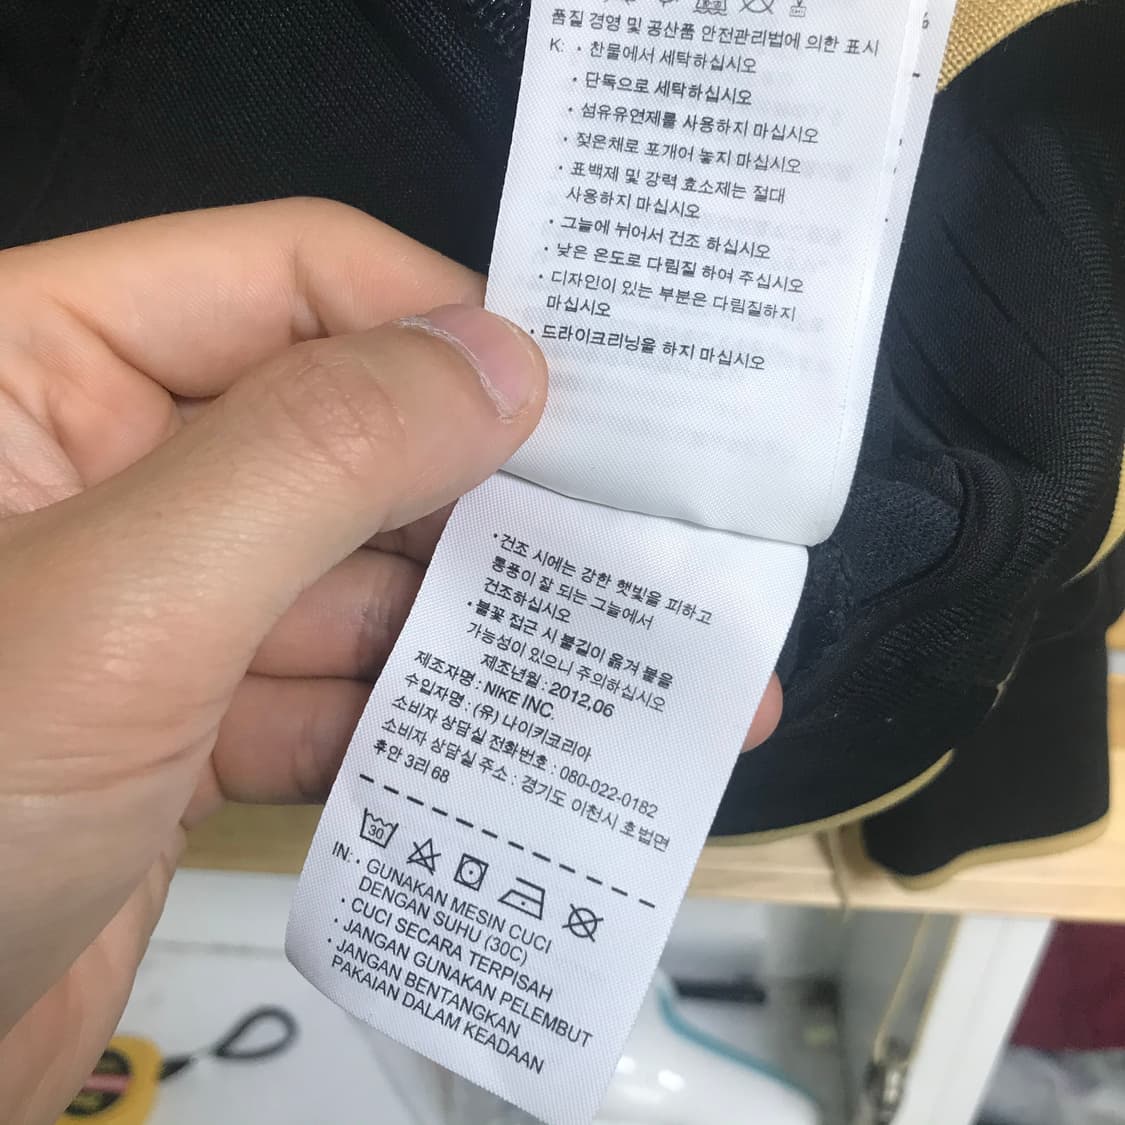 품질 경영 및 공산품 안전관리법에 의한 표시
K: • 찬물에서 세탁하십시오
• 단독으로 세탁하십시오
• 섬유유연제를 사용하지 마십시오
• 젖은채로 포개어 놓지 마십시오
• 표백제 및 강력 효소제는 절대
사용하지 마십시오
• 그늘에 뉘어서 건조 하십시오
• 낮은 온도로 다림질 하여 주십시오
• 디자인이 있는 부분은 다림질하지
마십시오
• 드라이크리닝을 하지 마십시오
• 건조 시에는 강한 햇빛을 피하고
통풍이 잘 되는 그늘에서
건조하십시오
• 불꽃 접근 시 불길이 옮겨 붙을
가능성이 있으니 주의하십시오
제조년월 : 2012.06
제조자명 : NIKE INC.
수입자명 : (유) 나이키코리아
소비자 상담실 전화번호 : 080-022-0182
소비자 상담실 주소 : 경기도 이천시 호법면
후안 3리 68
30
IN: • GUNAKAN MESIN CUCI
DENGAN SUHU (30C)
• CUCI SECARA TERPISAH
• JANGAN GUNAKAN PELEMBUT
• JANGAN BENTANGKAN
PAKAIAN DALAM KEADAAN